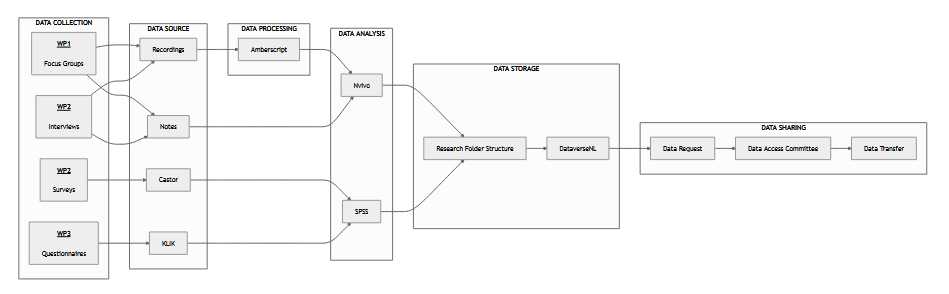 DATA COLLECTION
WP1
Focus Groups
WP2
Interviews
WP2
Surveys
WP3
Questionnaires
DATA SOURCE
Recordings
Notes
Castor
KLIK
DATA PROCESSING
Amberscript
DATA ANALYSIS
Nvivo
SPSS
DATA STORAGE
Research Folder Structure
DataverseNL
DATA SHARING
Data Request
Data Access Committee
Data Transfer